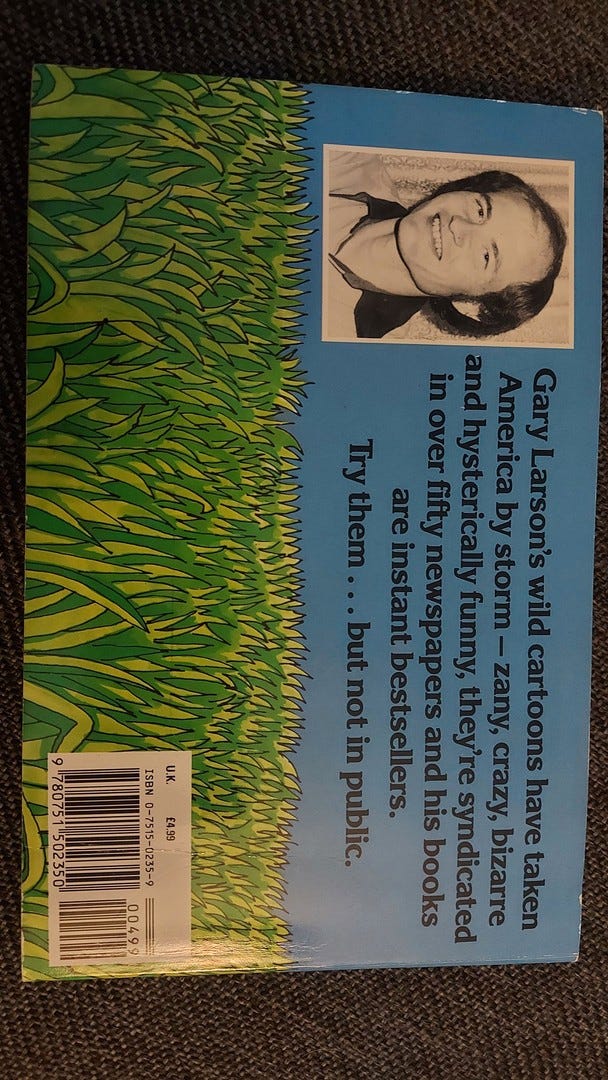 Gary Larson's wild cartoons have taken
America by storm – zany, crazy, bizarre
and hysterically funny, they're syndicated
in over fifty newspapers and his books
are instant bestsellers.
Try them . . . but not in public.
U.K. £4.99
ISBN 0-7515-0235-9
00499
9 780751 502350